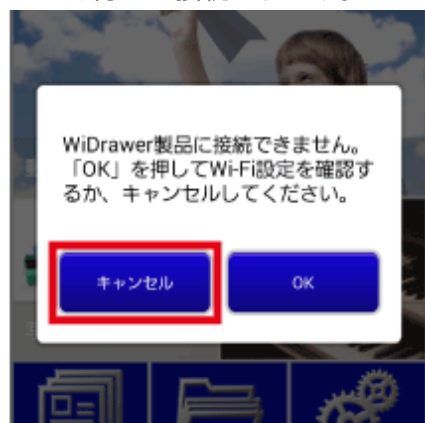 WiDrawer製品に接続できません。
「OK」を押してWi-Fi設定を確認す
るか、キャンセルしてください。
キャンセル
OK